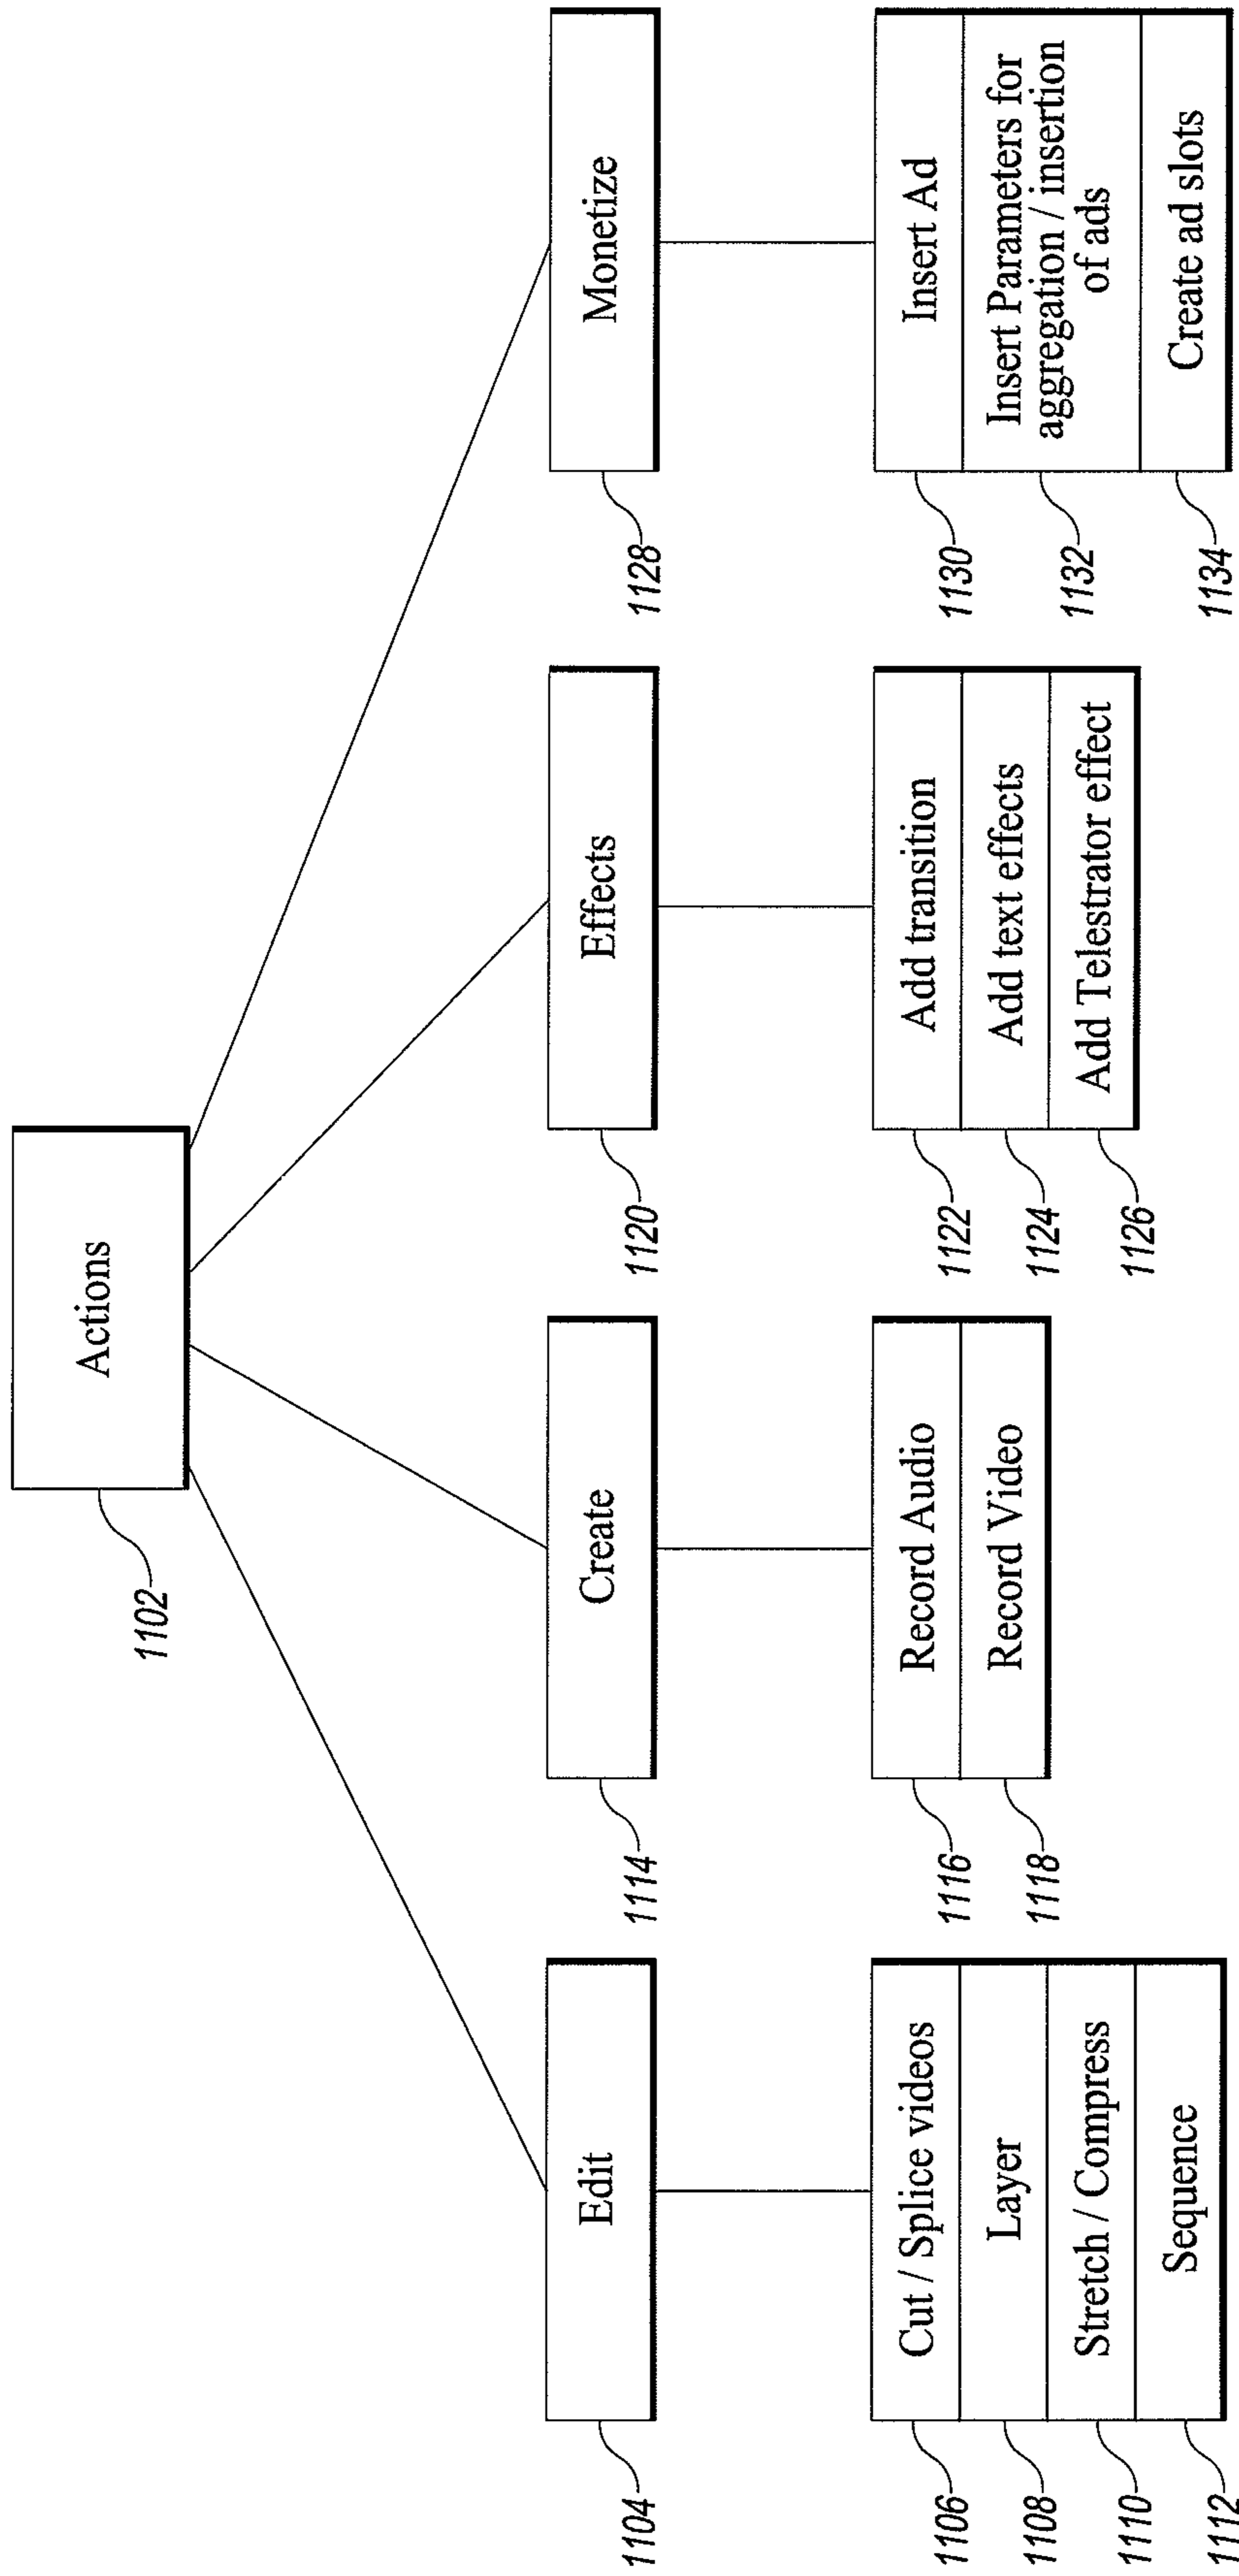 Actions
1102
Edit
1104
Create
1114
Effects
1120
Monetize
1128
Cut / Splice videos
1106
Layer
1108
Stretch / Compress
1110
Sequence
1112
Record Audio
1116
Record Video
1118
Add transition
1122
Add text effects
1124
Add Telestrator effect
1126
Insert Ad
1130
Insert Parameters for
aggregation / insertion
of ads
1132
Create ad slots
1134